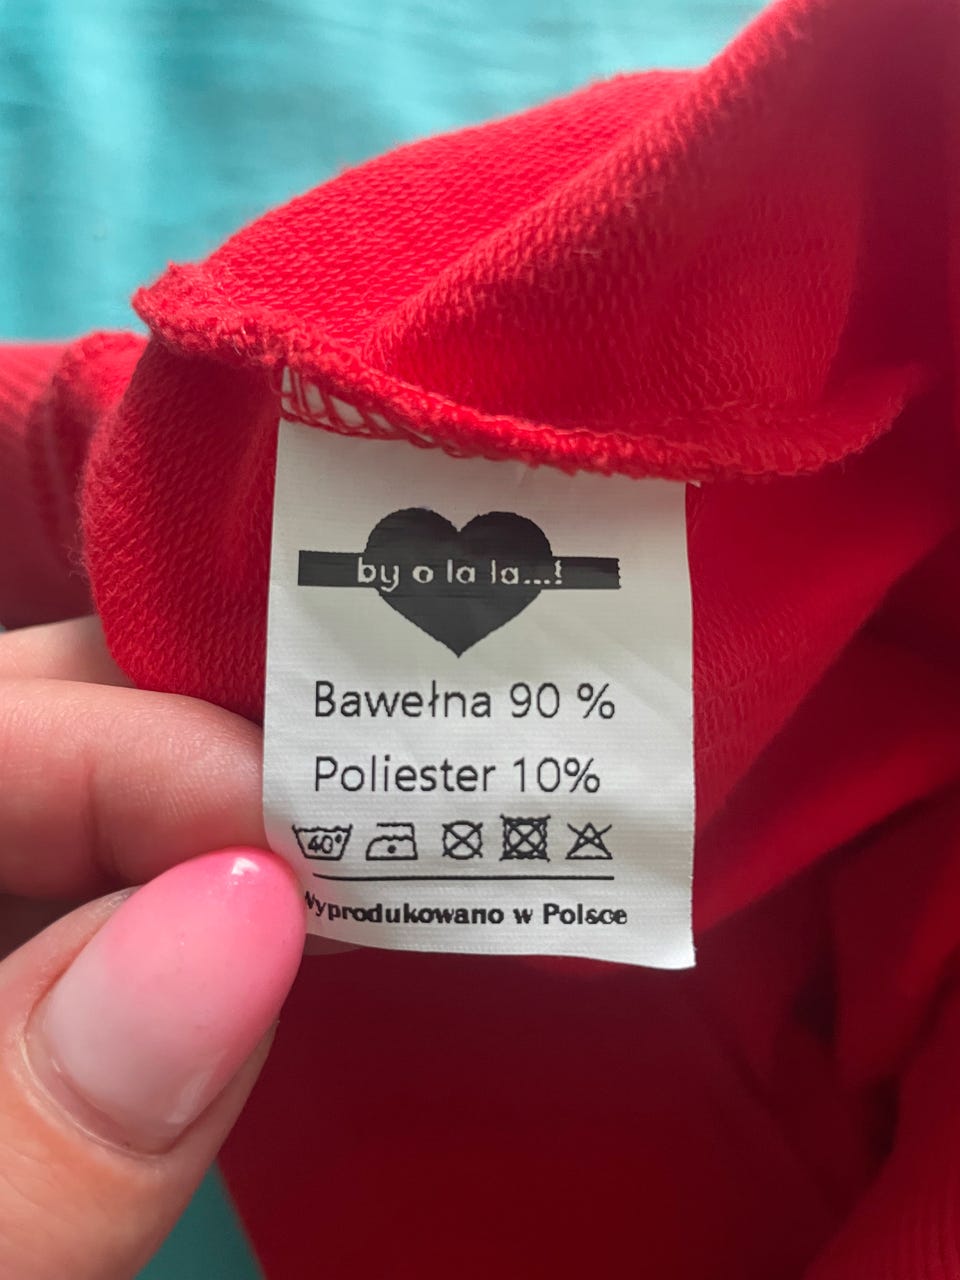 by o la la...!
Bawełna 90 %
Poliester 10%
40°
Wyprodukowano w Polsce